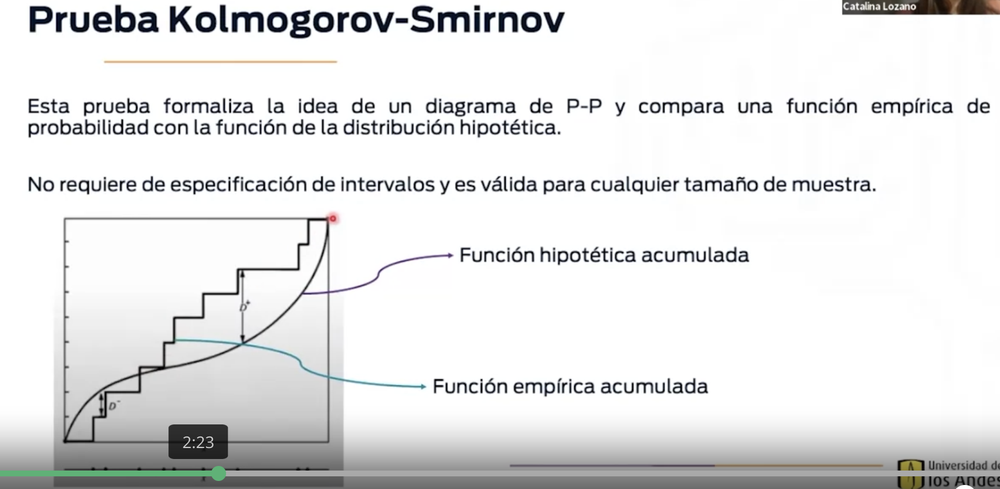 Prueba Kolmogorov-Smirnov
Catalina Lozano
Esta prueba formaliza la idea de un diagrama de P-P y compara una función empírica de
probabilidad con la función de la distribución hipotética.
No requiere de especificación de intervalos y es válida para cualquier tamaño de muestra.
Función hipotética acumulada
D+
Función empírica acumulada
D-
2:23
x
Universidad de
los Andes